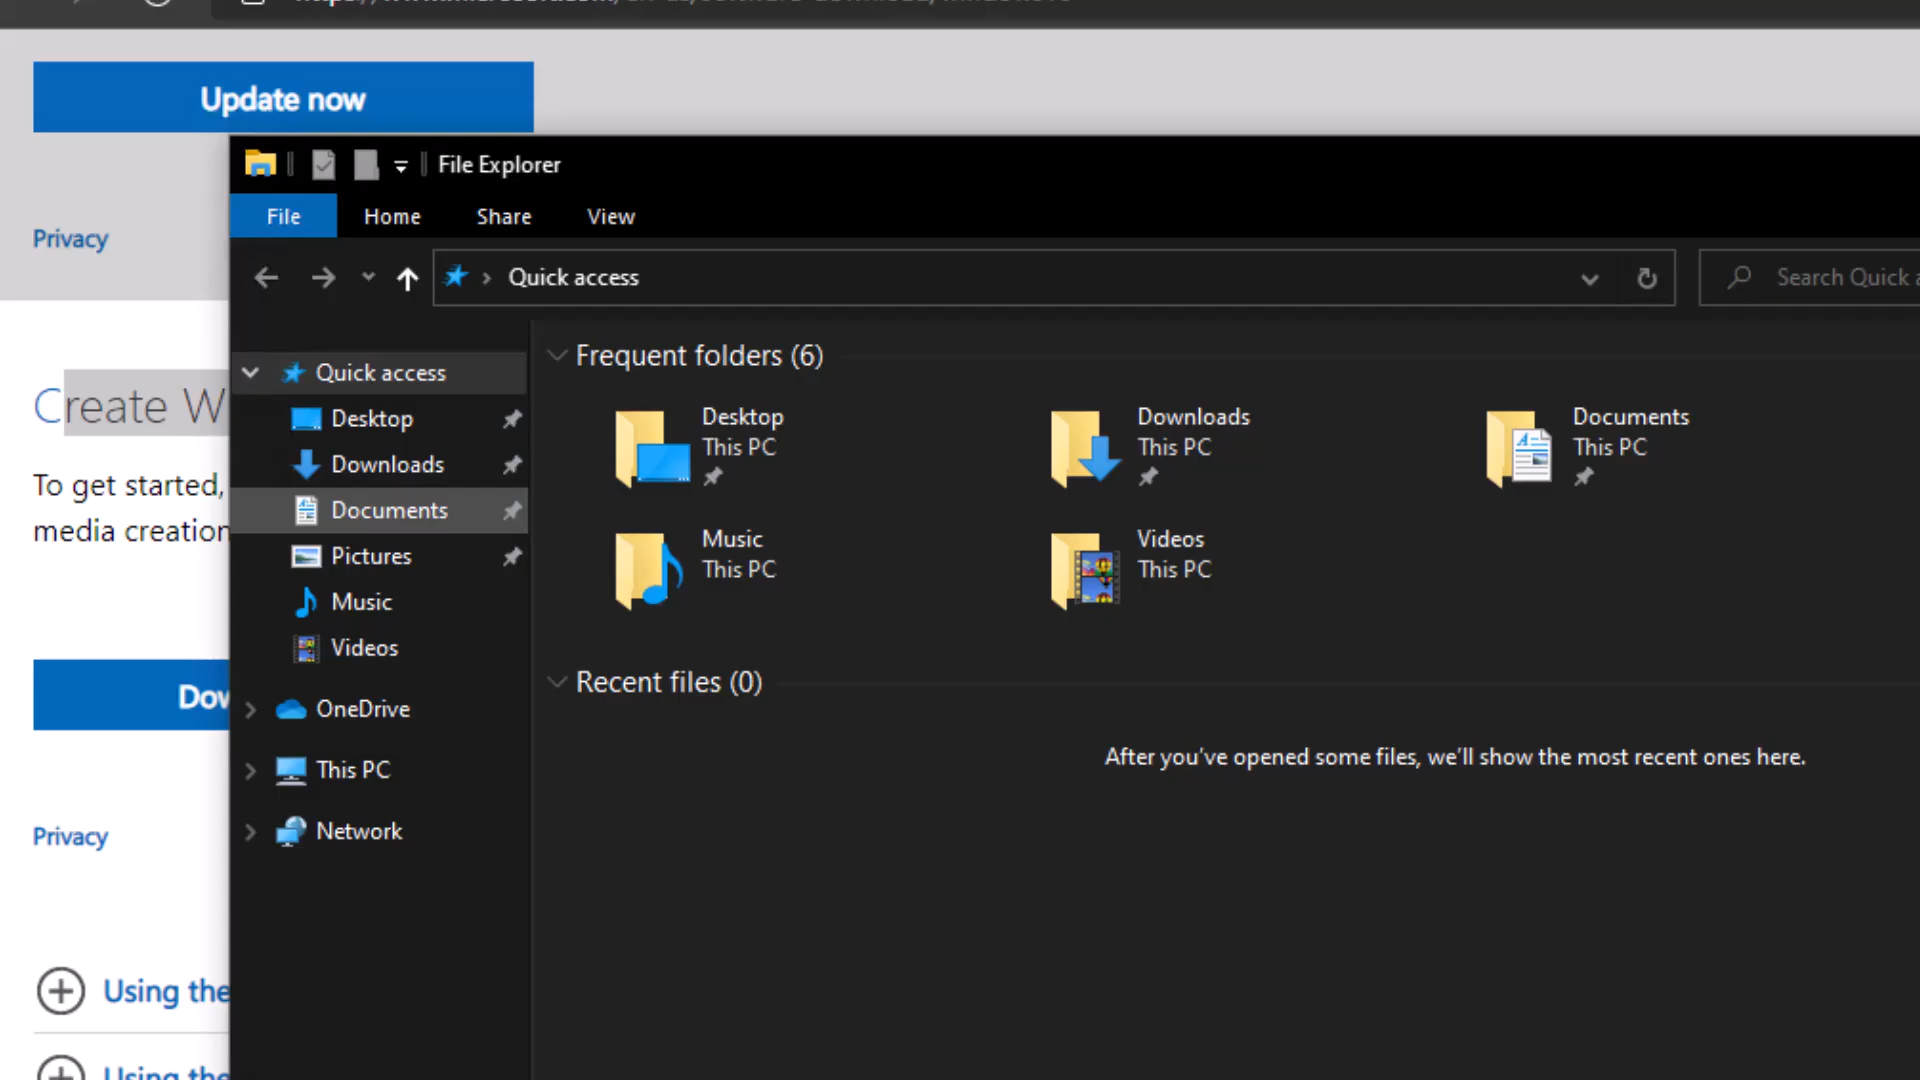 Update now
Privacy
Create W
To get started,
media creation
Privacy
Using the
Using the
File Explorer
File
Home
Share
View
Quick access
Search Quick a
Quick access
Desktop
Downloads
Documents
Pictures
Music
Videos
OneDrive
This PC
Network
Frequent folders (6)
Desktop
This PC
Downloads
This PC
Documents
This PC
Music
This PC
Videos
This PC
Recent files (0)
After you've opened some files, we'll show the most recent ones here.